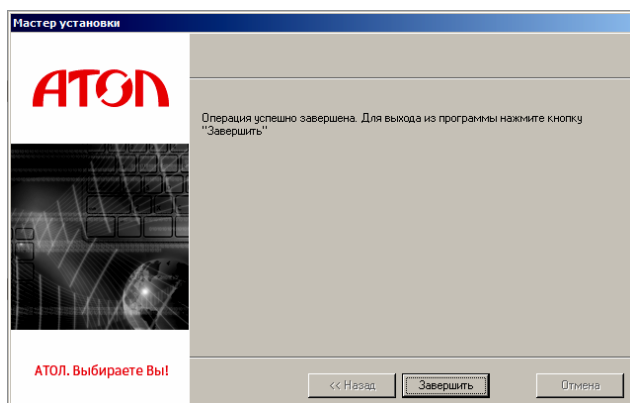 Мастер установки
АТОЛ
Операция успешно завершена. Для выхода из программы нажмите кнопку
"Завершить"
АТОЛ. Выбираете Вы!
<< Назад
Завершить
Отмена